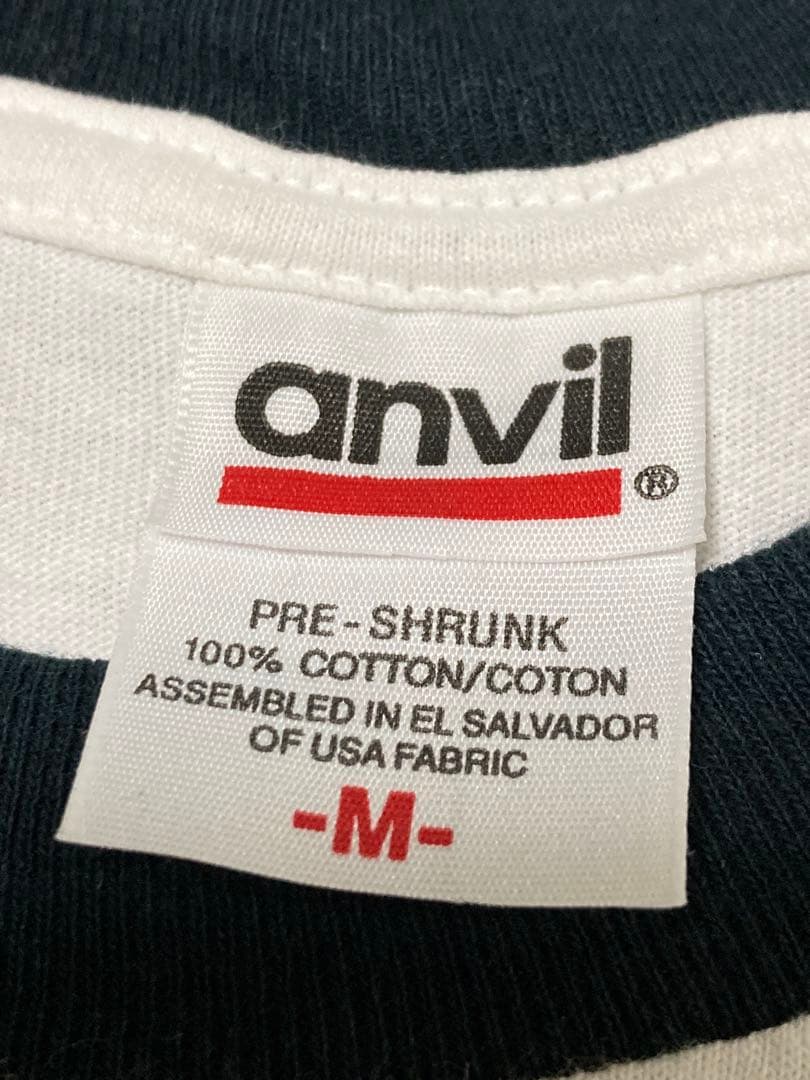 anvil®
PRE-SHRUNK
100% COTTON/COTON
ASSEMBLED IN EL SALVADOR
OF USA FABRIC
-M-